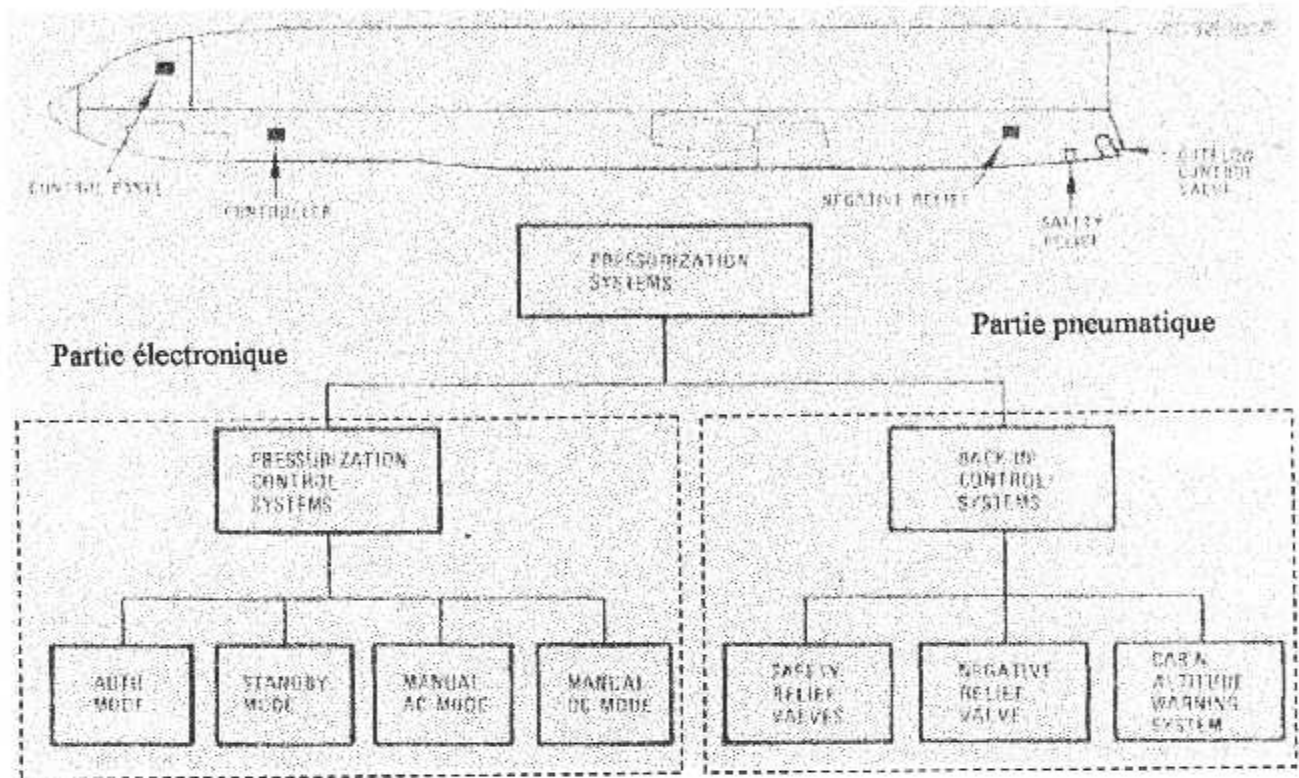 CONTROL PANEL
CONTROLLER
NEGATIVE RELIEF
SAFETY
RELIEF
OUTFLOW
CONTROL
VALVE
PRESSURIZATION
SYSTEMS
Partie électronique
Partie pneumatique
PRESSURIZATION
CONTROL
SYSTEMS
BACK UP
CONTROL
SYSTEMS
AUTO
MODE
STANDBY
MODE
MANUAL
AC MODE
MANUAL
DC MODE
SAFETY
RELIEF
VALVES
NEGATIVE
RELIEF
VALVE
CABIN
ALTITUDE
WARNING
SYSTEM